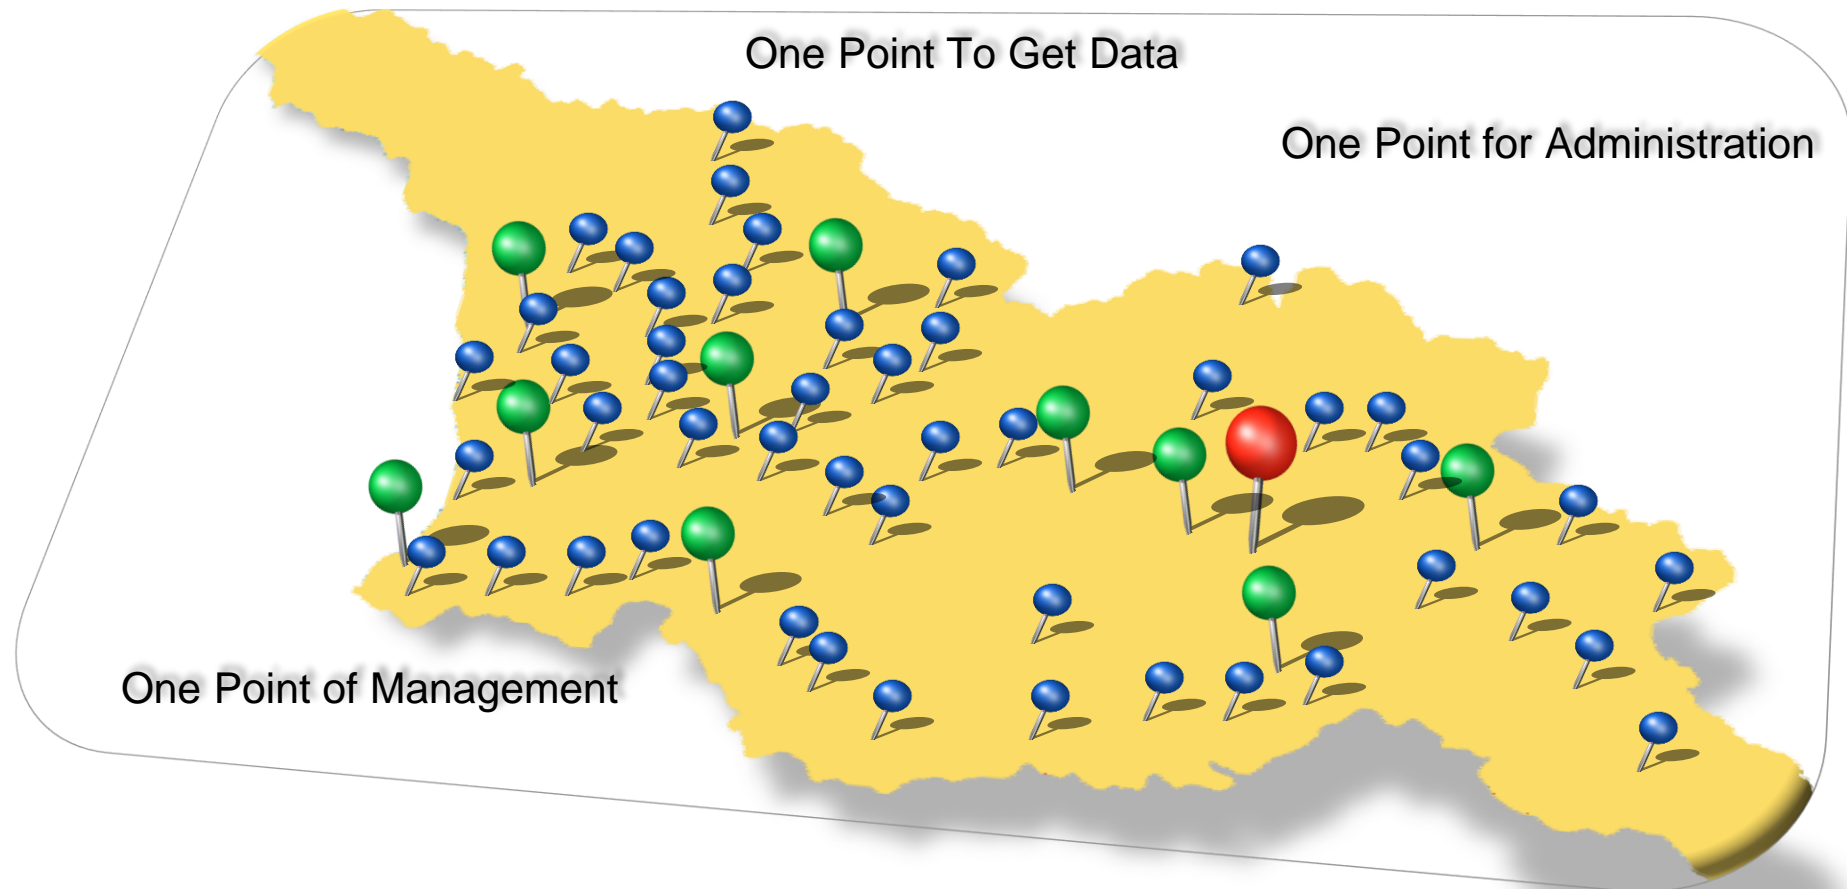 One Point To Get Data
One Point for Administration
One Point of Management